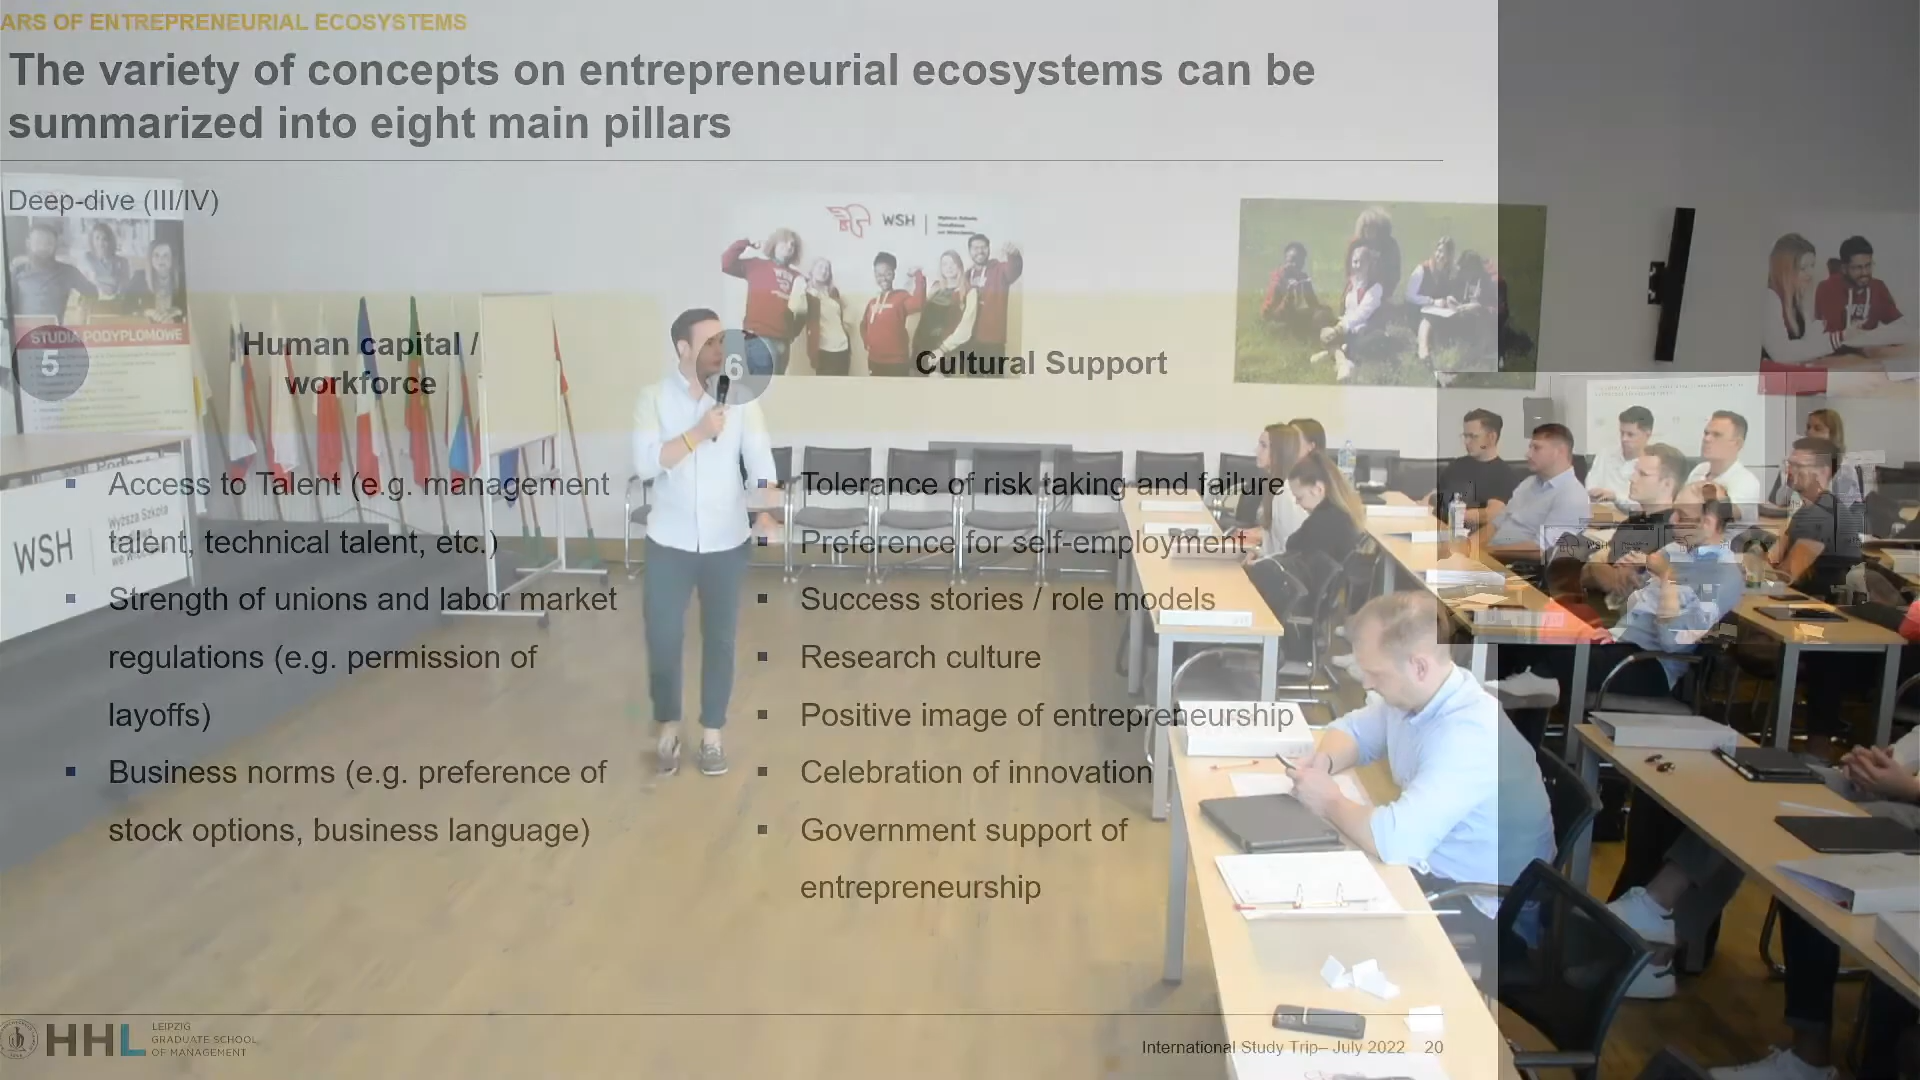 ARS OF ENTREPRENEURIAL ECOSYSTEMS
The variety of concepts on entrepreneurial ecosystems can be
summarized into eight main pillars
Deep-dive (III/IV)
WSH
STUDIA PODYPLOMOWE
5
Human capital /
workforce
▪ Access to Talent (e.g. management
talent, technical talent, etc.)
▪ Strength of unions and labor market
regulations (e.g. permission of
layoffs)
▪ Business norms (e.g. preference of
stock options, business language)
6
Cultural Support
▪ Tolerance of risk taking and failure
▪ Preference for self-employment
▪ Success stories / role models
▪ Research culture
▪ Positive image of entrepreneurship
▪ Celebration of innovation
▪ Government support of
entrepreneurship
WSH
Wyższa Szkoła
HHL
LEIPZIG
GRADUATE SCHOOL
OF MANAGEMENT
International Study Trip– July 2022 20